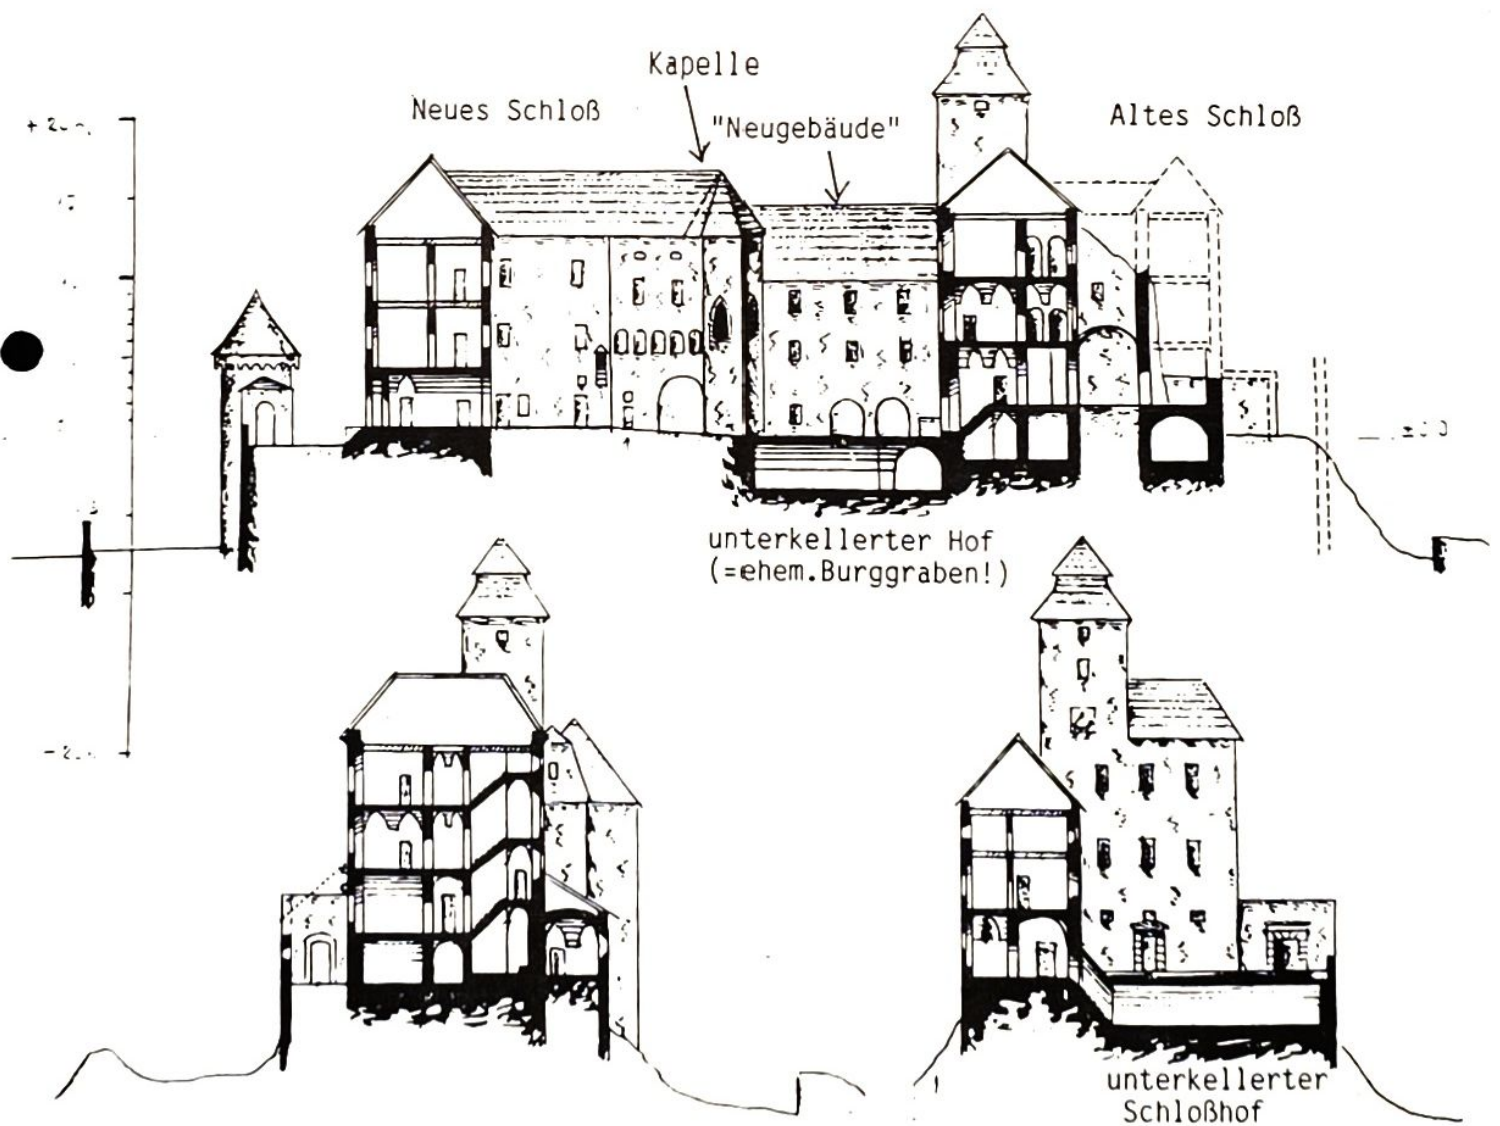 Kapelle
Neues Schloß
"Neugebäude"
Altes Schloß
unterkellerter Hof
(=ehem.Burggraben!)
unterkellerter
Schloßhof